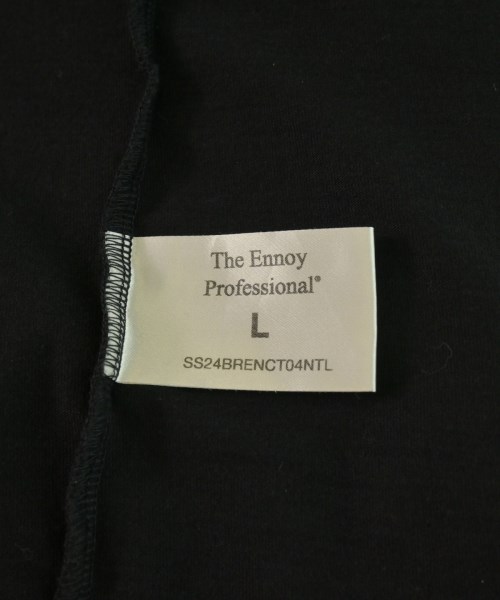 The Ennoy
Professional®
L
SS24BRENCT04NTL